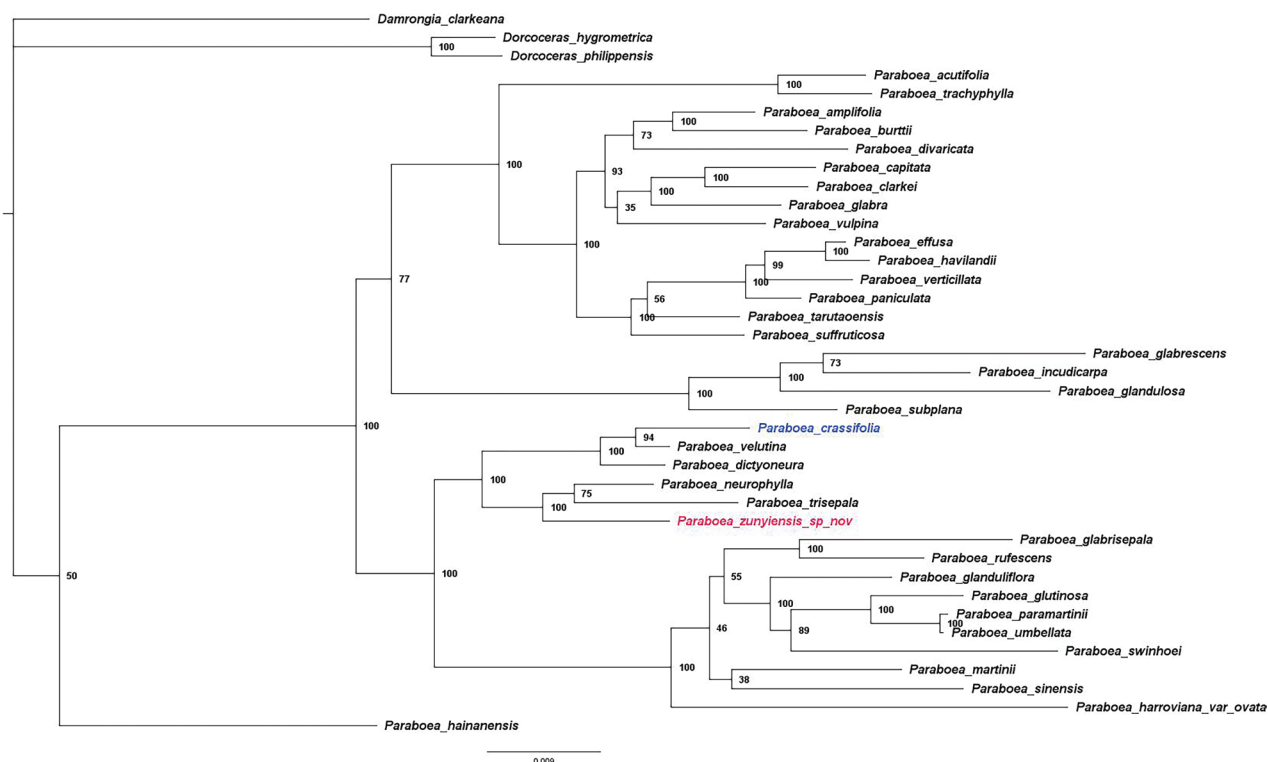 Damrongia_clarkeana
Dorcoceras_hygrometrica
100
Dorcoceras_philippensis
Paraboea_acutifolia
100
Paraboea_trachyphylla
Paraboea_amplifolia
100
Paraboea_burttii
73
Paraboea_divaricata
100
93
Paraboea_capitata
100
Paraboea_clarkei
100
Paraboea_glabra
35
Paraboea_vulpina
100
Paraboea_effusa
100
Paraboea_havilandii
99
Paraboea_verticillata
100
Paraboea_paniculata
56
Paraboea_tarutaoensis
100
Paraboea_suffruticosa
77
Paraboea_glabrescens
73
Paraboea_incudicarpa
100
Paraboea_glandulosa
100
Paraboea_subplana
100
Paraboea_crassifolia
94
Paraboea_velutina
100
Paraboea_dictyoneura
100
Paraboea_neurophylla
75
Paraboea_trisepala
100
Paraboea_zunyiensis_sp_nov
100
50
Paraboea_glabrisepala
100
Paraboea_rufescens
55
Paraboea_glanduliflora
100
Paraboea_glutinosa
100
Paraboea_paramartinii
100
Paraboea_umbellata
89
46
Paraboea_swinhoei
100
Paraboea_martinii
38
Paraboea_sinensis
Paraboea_harroviana_var_ovata
Paraboea_hainanensis
0.009